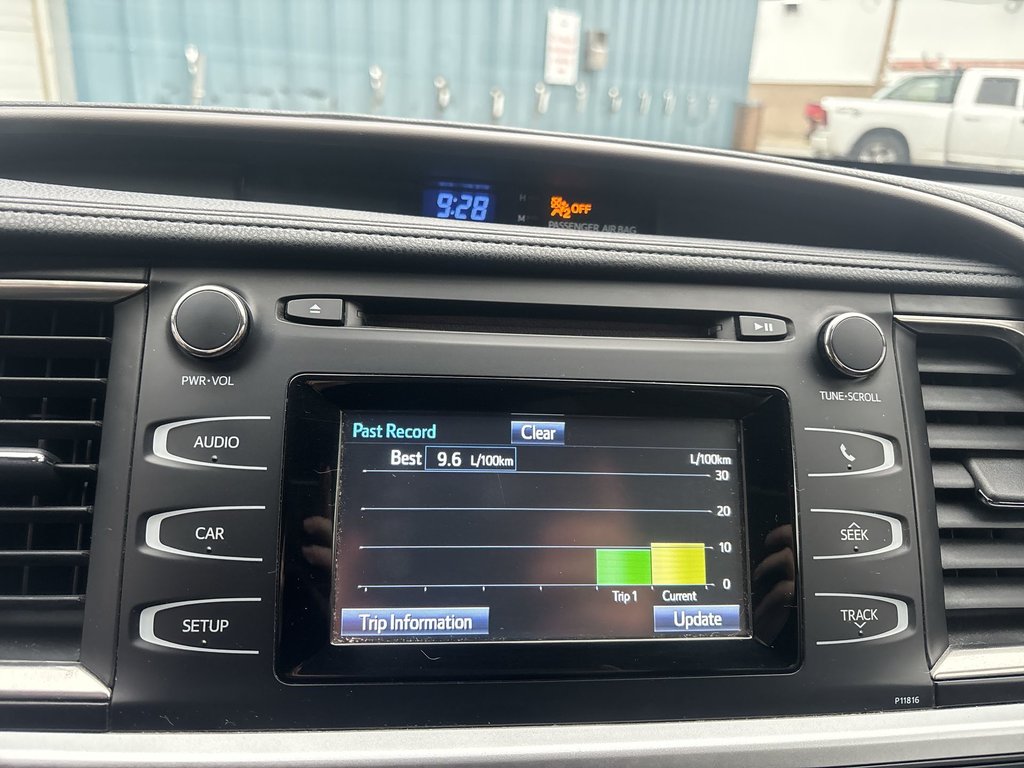 9:28
H
M
OFF
PASSENGER AIR BAG
PWR•VOL
TUNE•SCROLL
AUDIO
CAR
SETUP
Past Record
Clear
Best 9.6 L/100km
L/100km
30
20
10
0
Trip 1 Current
Trip Information
Update
SEEK
TRACK
P11816